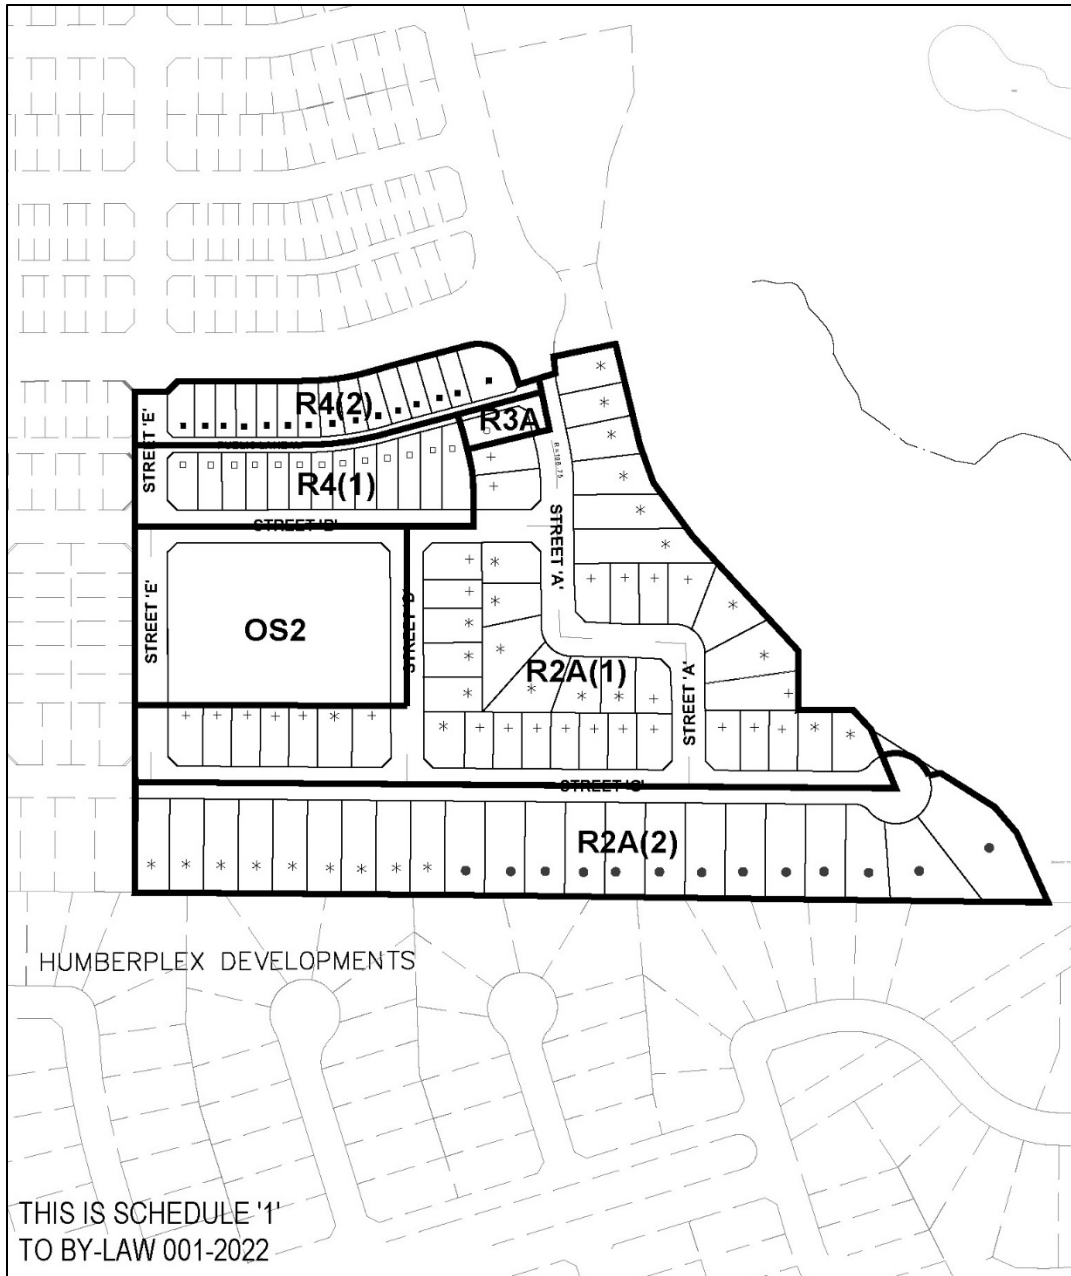 R4(2)
R3A
STREET 'E'
R4(1)
STREET 'B'
STREET 'A'
STREET 'E'
OS2
STREET 'D'
R2A(1)
STREET 'A'
STREET 'C'
R2A(2)
HUMBERPLEX DEVELOPMENTS
THIS IS SCHEDULE '1'
TO BY-LAW 001-2022